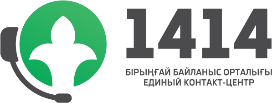 1414
БІРЫҢҒАЙ БАЙЛАНЫС ОРТАЛЫҒЫ
ЕДИНЫЙ КОНТАКТ-ЦЕНТР